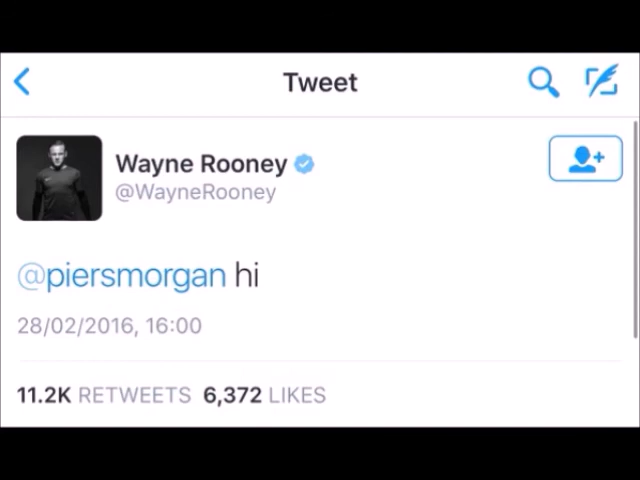 Tweet
Wayne Rooney
@WayneRooney
@piersmorgan hi
28/02/2016, 16:00
11.2K RETWEETS 6,372 LIKES